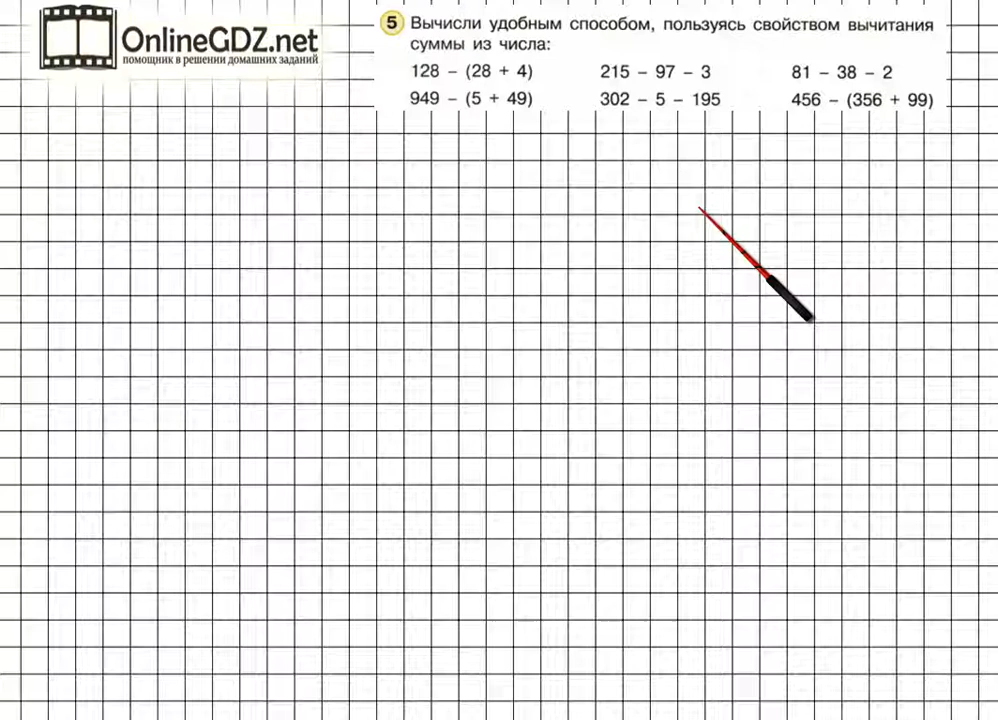 OnlineGDZ.net
помощник в решении домашних заданий
5 Вычисли удобным способом, пользуясь свойством вычитания
суммы из числа:
128 − (28 + 4) 215 − 97 − 3 81 − 38 − 2
949 − (5 + 49) 302 − 5 − 195 456 − (356 + 99)